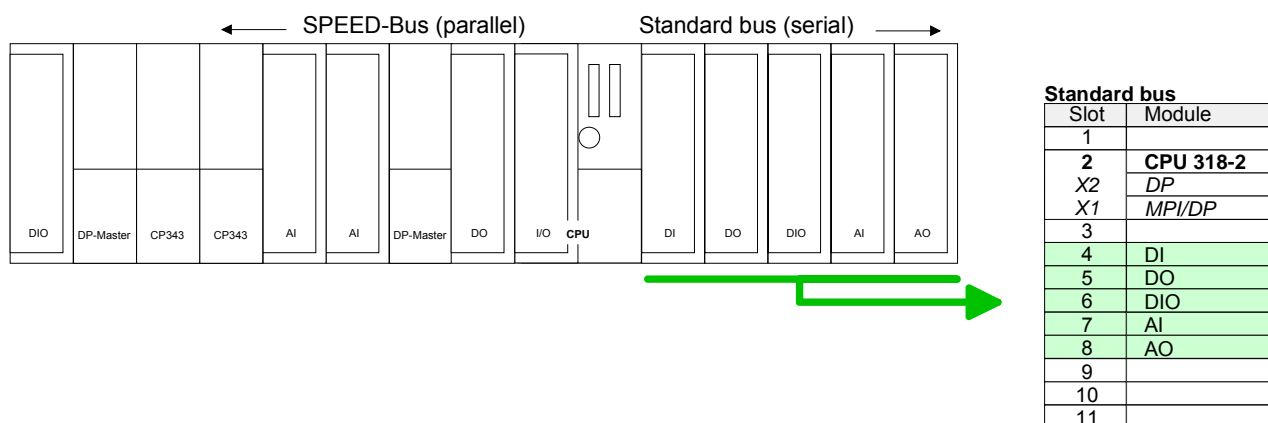 SPEED-Bus (parallel) Standard bus (serial)
DIO DP-Master CP343 CP343 AI AI DP-Master DO I/O CPU DI DO DIO AI AO
Standard bus
Slot Module
1
2 CPU 318-2
X2 DP
X1 MPI/DP
3
4 DI
5 DO
6 DIO
7 AI
8 AO
9
10
11